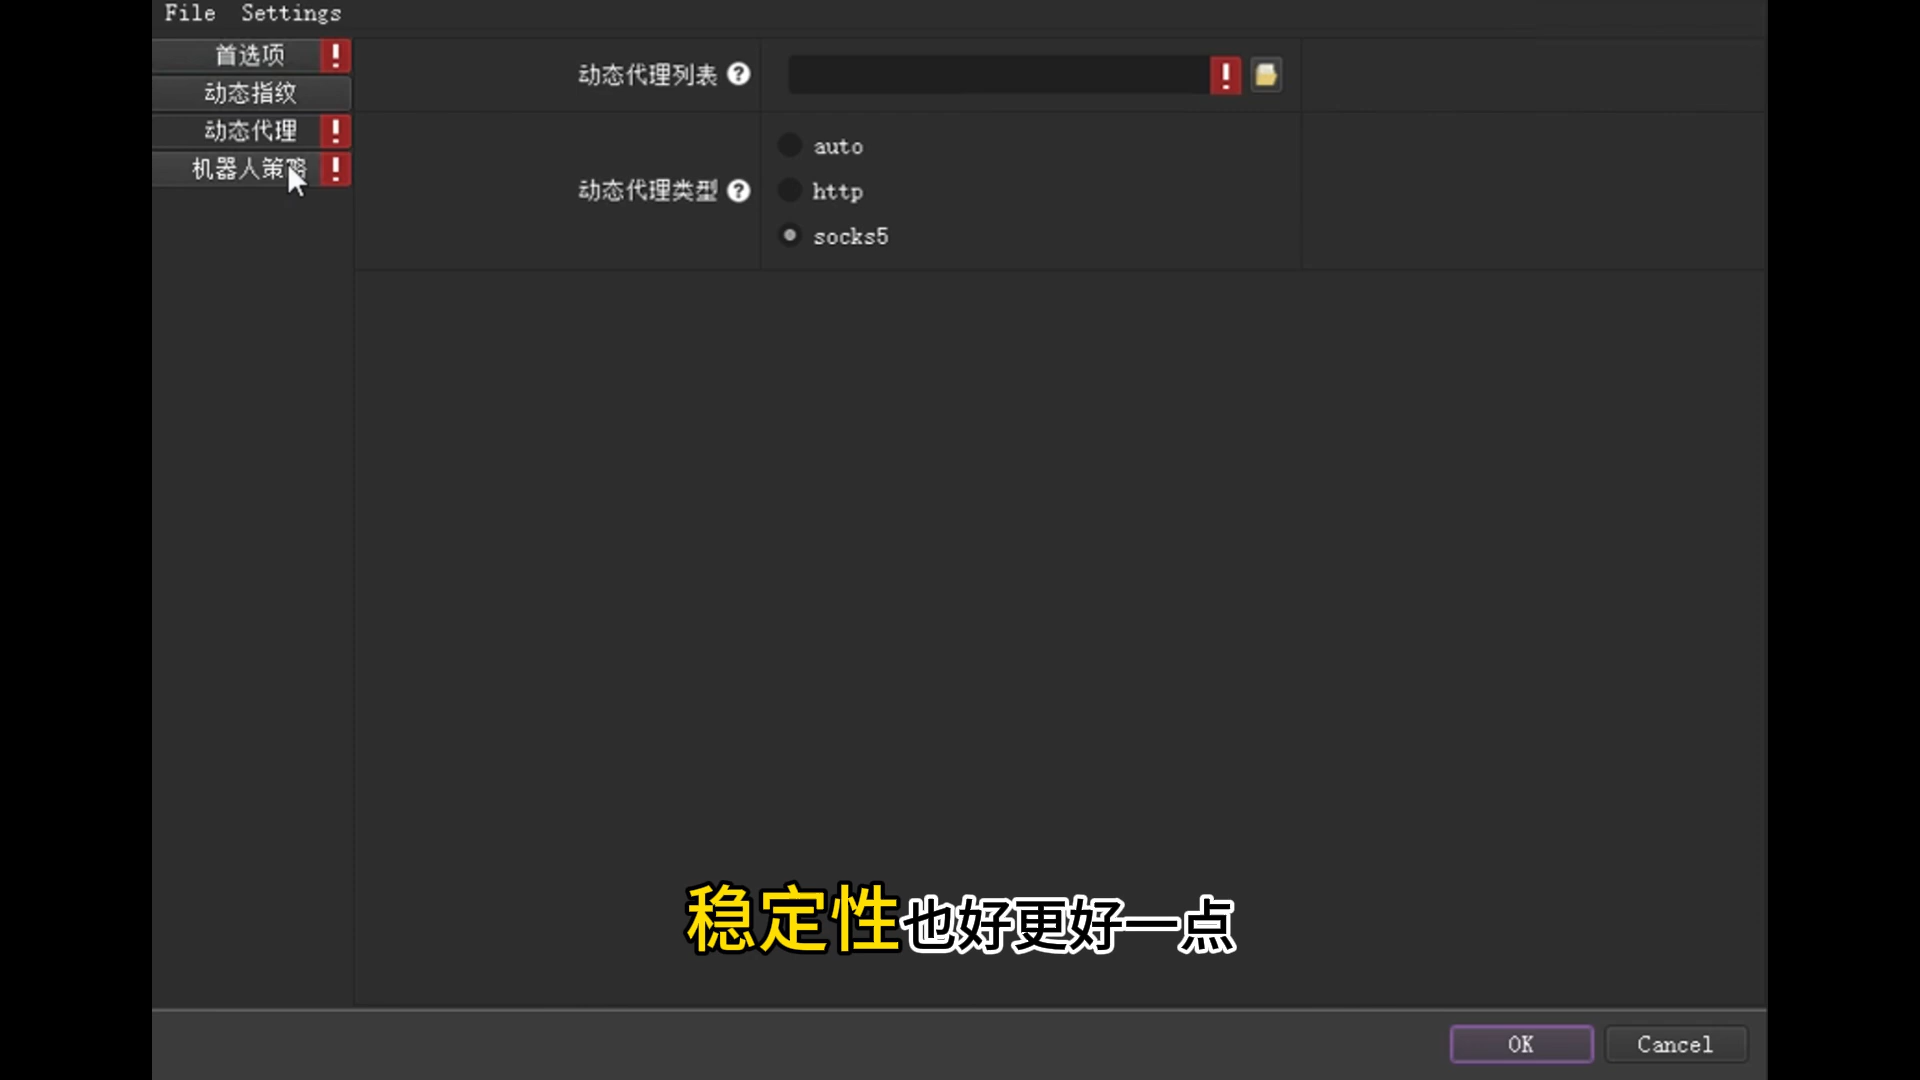 File Settings
首选项
动态指纹
动态代理
机器人策略
动态代理列表
动态代理类型
auto
http
socks5
稳定性也好更好一点
OK
Cancel